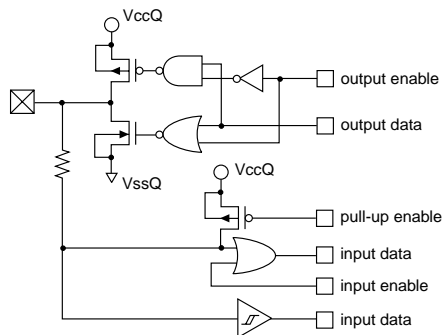 VccQ
output enable
output data
VssQ
VccQ
pull-up enable
input data
input enable
input data